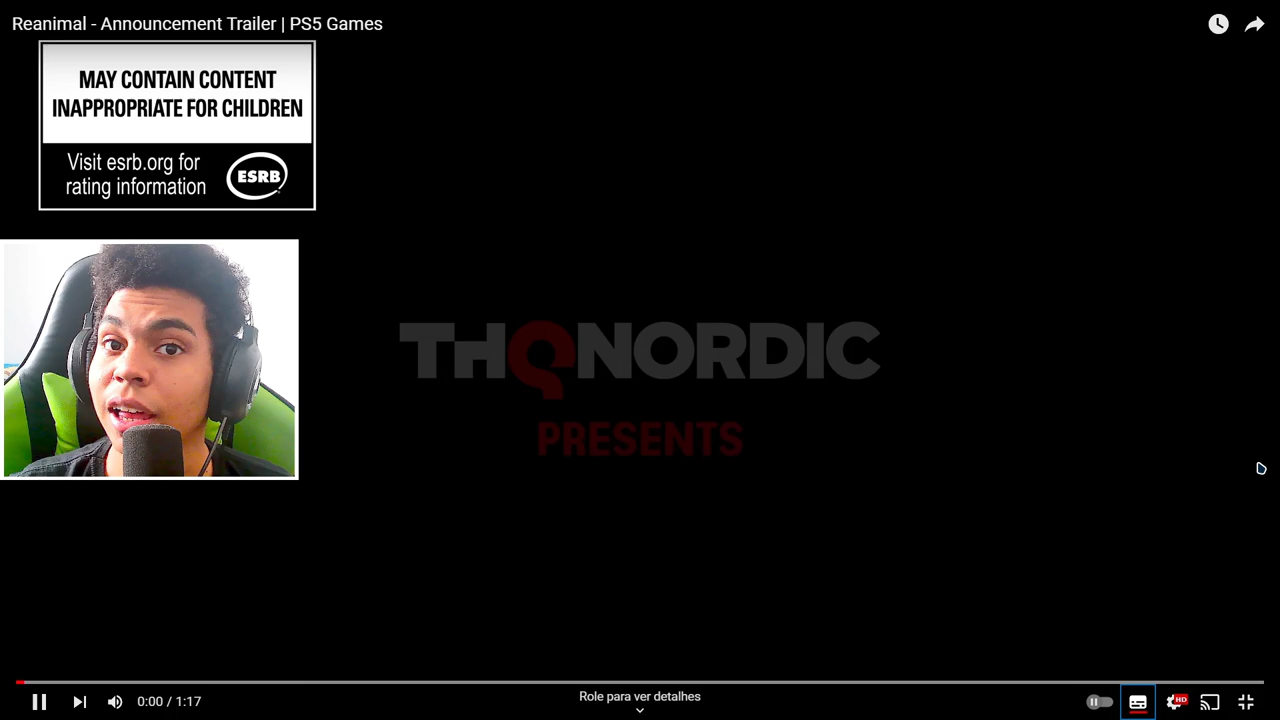 Reanimal - Announcement Trailer | PS5 Games
MAY CONTAIN CONTENT
INAPPROPRIATE FOR CHILDREN
Visit esrb.org for
rating information
ESRB
THQNORDIC
PRESENTS
0:00 / 1:17
Role para ver detalhes
HD